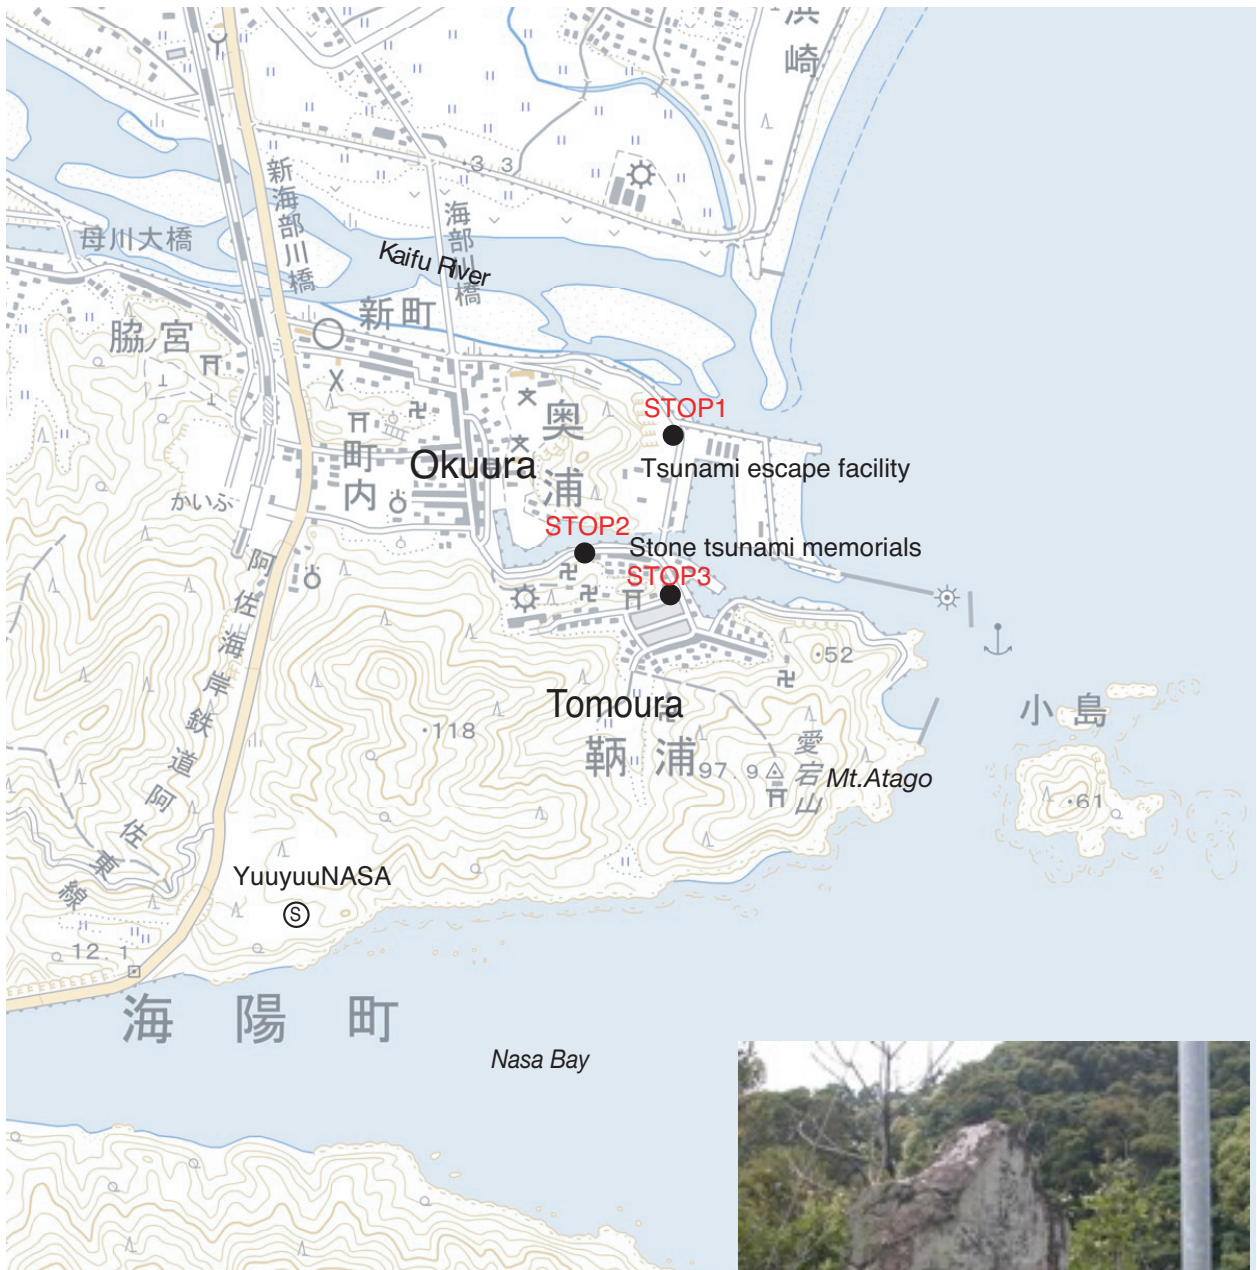 浜崎
3.3
新海部川橋
海部川橋
母川大橋
Kaifu River
新町
脇ノ宮
STOP1
奥浦
町内
Okuura
Tsunami escape facility
かいふ
STOP2
Stone tsunami memorials
STOP3
阿佐海岸鉄道阿佐東線
52
Tomoura
小島
118
鞆浦
97.9
愛宕山
Mt.Atago
61
YuuyuuNASA
S
12.1
海陽町
Nasa Bay